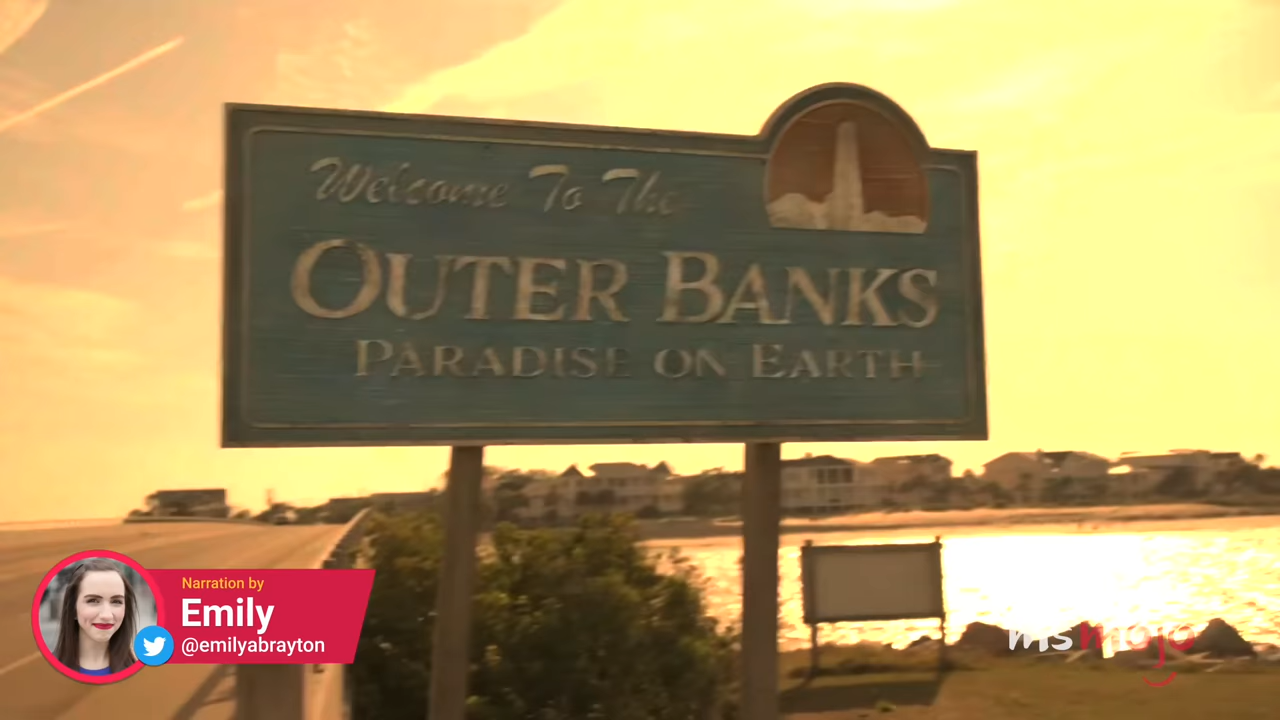 Welcome To The
OUTER BANKS
PARADISE ON EARTH
Narration by
Emily
@emilyabrayton
msmojo